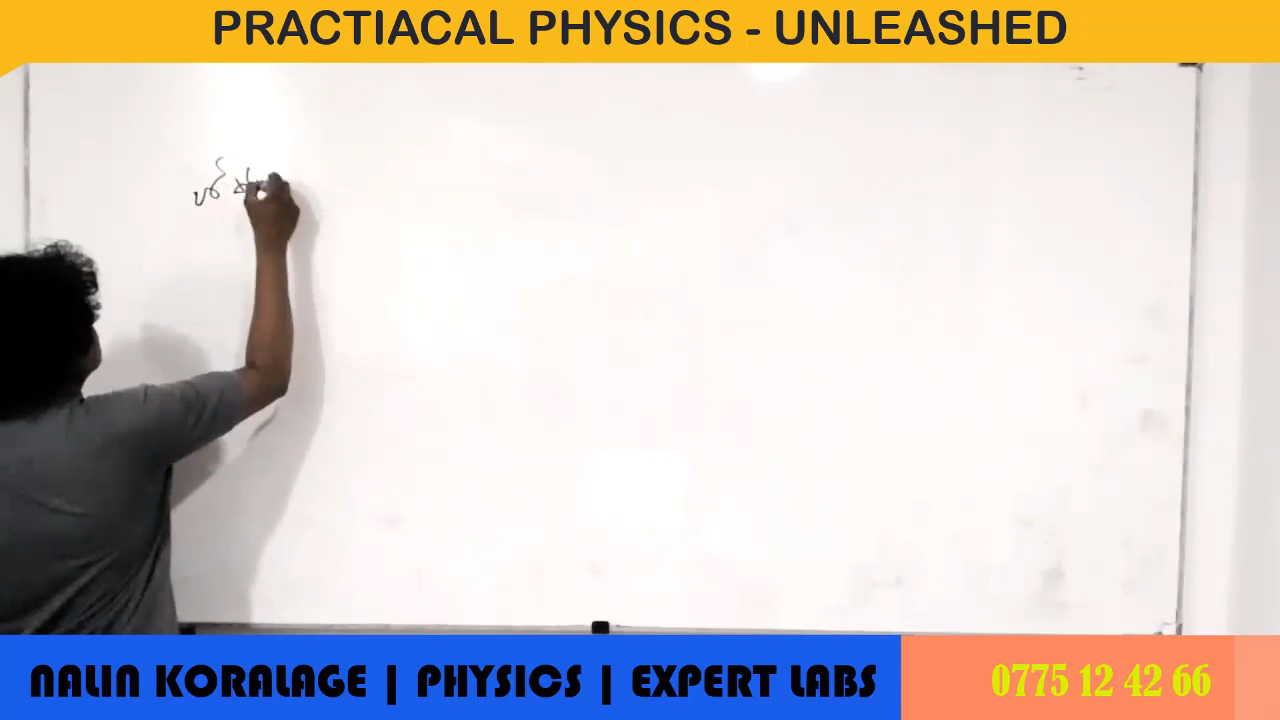 PRACTIACAL PHYSICS - UNLEASHED
NALIN KORALAGE | PHYSICS | EXPERT LABS
0775 12 42 66